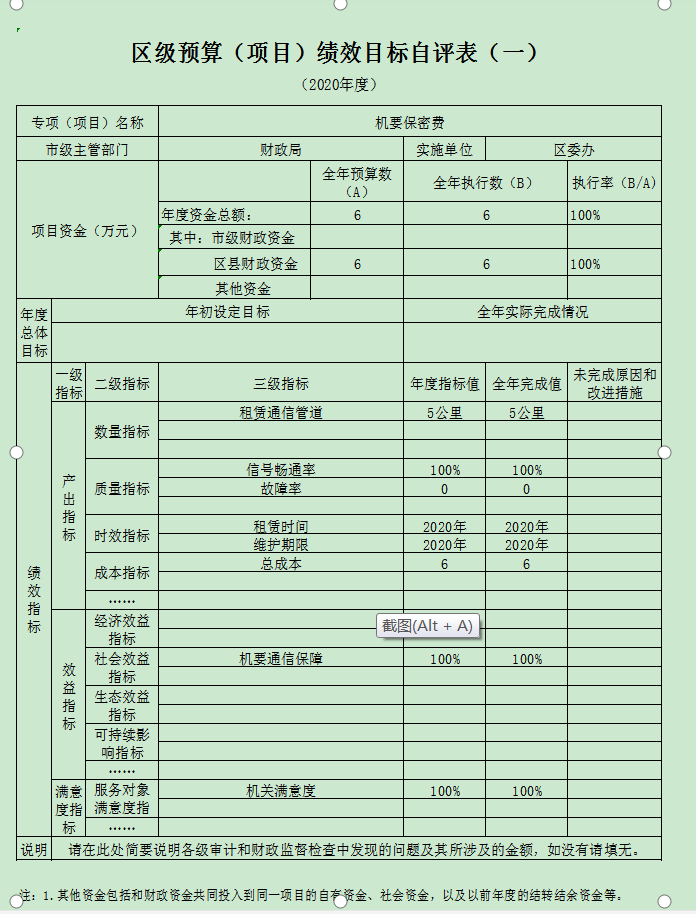 区级预算（项目）绩效目标自评表（一）
（2020年度）
专项（项目）名称 机要保密费
市级主管部门 财政局 实施单位 区委办
项目资金（万元） 全年预算数（A） 全年执行数（B） 执行率（B/A）
年度资金总额： 6 6 100%
其中：市级财政资金
区县财政资金 6 6 100%
其他资金
年度总体目标 年初设定目标 全年实际完成情况
绩效指标 一级指标 二级指标 三级指标 年度指标值 全年完成值 未完成原因和改进措施
产出指标 数量指标 租赁通信管道 5公里 5公里
质量指标 信号畅通率 100% 100%
故障率 0 0
时效指标 租赁时间 2020年 2020年
维护期限 2020年 2020年
成本指标 总成本 6 6
……
效益指标 经济效益指标
截图(Alt + A)
社会效益指标 机要通信保障 100% 100%
生态效益指标
可持续影响指标
……
满意度指标 服务对象满意度指 机关满意度 100% 100%
……
说明 请在此处简要说明各级审计和财政监督检查中发现的问题及其所涉及的金额，如没有请填无。
注：1.其他资金包括和财政资金共同投入到同一项目的自有资金、社会资金，以及以前年度的结转结余资金等。